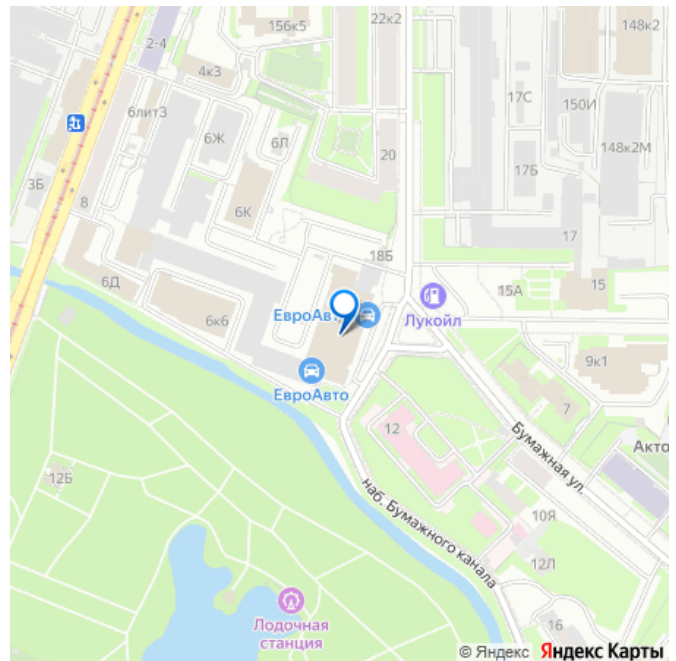 156к5
22к2
148к2
2-4
4к3
17С
150И
6литЗ
6Ж
6Л
148к2М
20
17Б
3Б
8
6К
17
18Б
6Д
15А
15
6к6
ЕвроАвт
Лукойл
9к1
ЕвроАвто
7
12
Бумажная ул.
Акто
12Б
наб. Бумажного канала
10Я
12Л
Лодочная
станция
16
© Яндекс Яндекс Карты